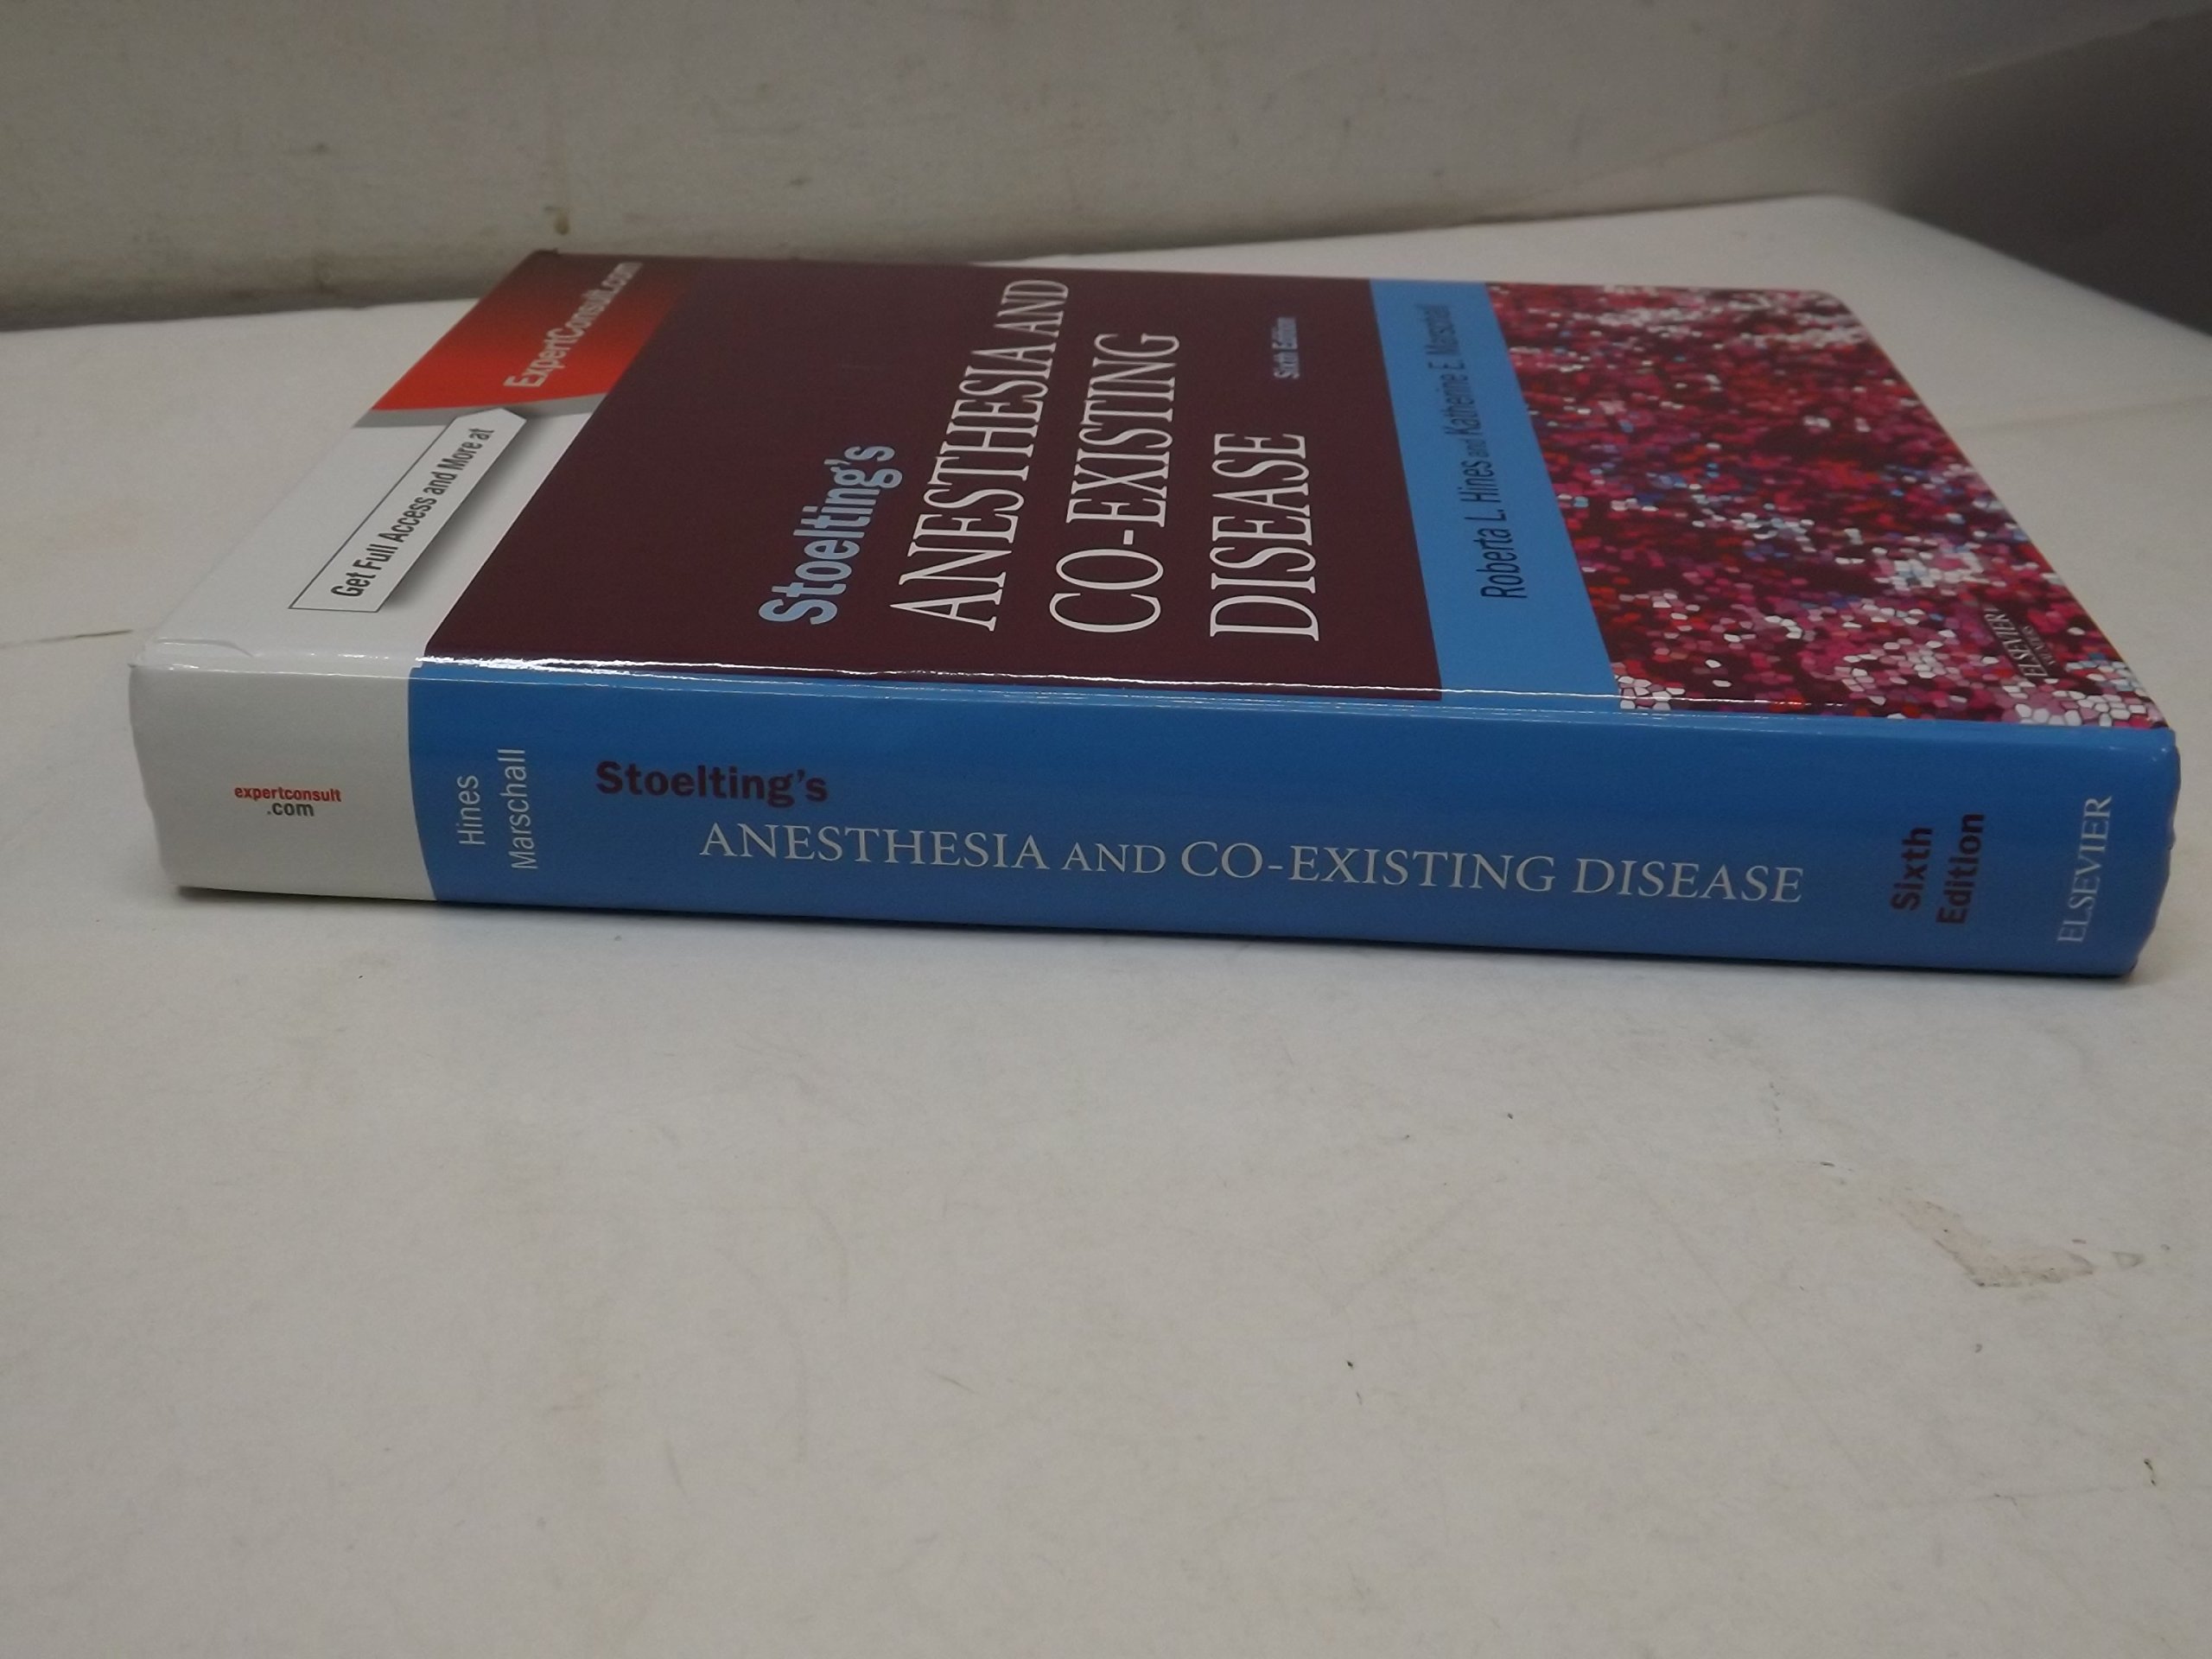 Get Full Access and More at
ExpertConsult.com
Stoelting's
ANESTHESIA AND
CO-EXISTING
DISEASE
Sixth Edition
Roberta L. Hines and Katherine E. Marschall
ELSEVIER
expertconsult
.com
Hines
Marschall
Stoelting's
ANESTHESIA AND CO-EXISTING DISEASE
Sixth
Edition
ELSEVIER